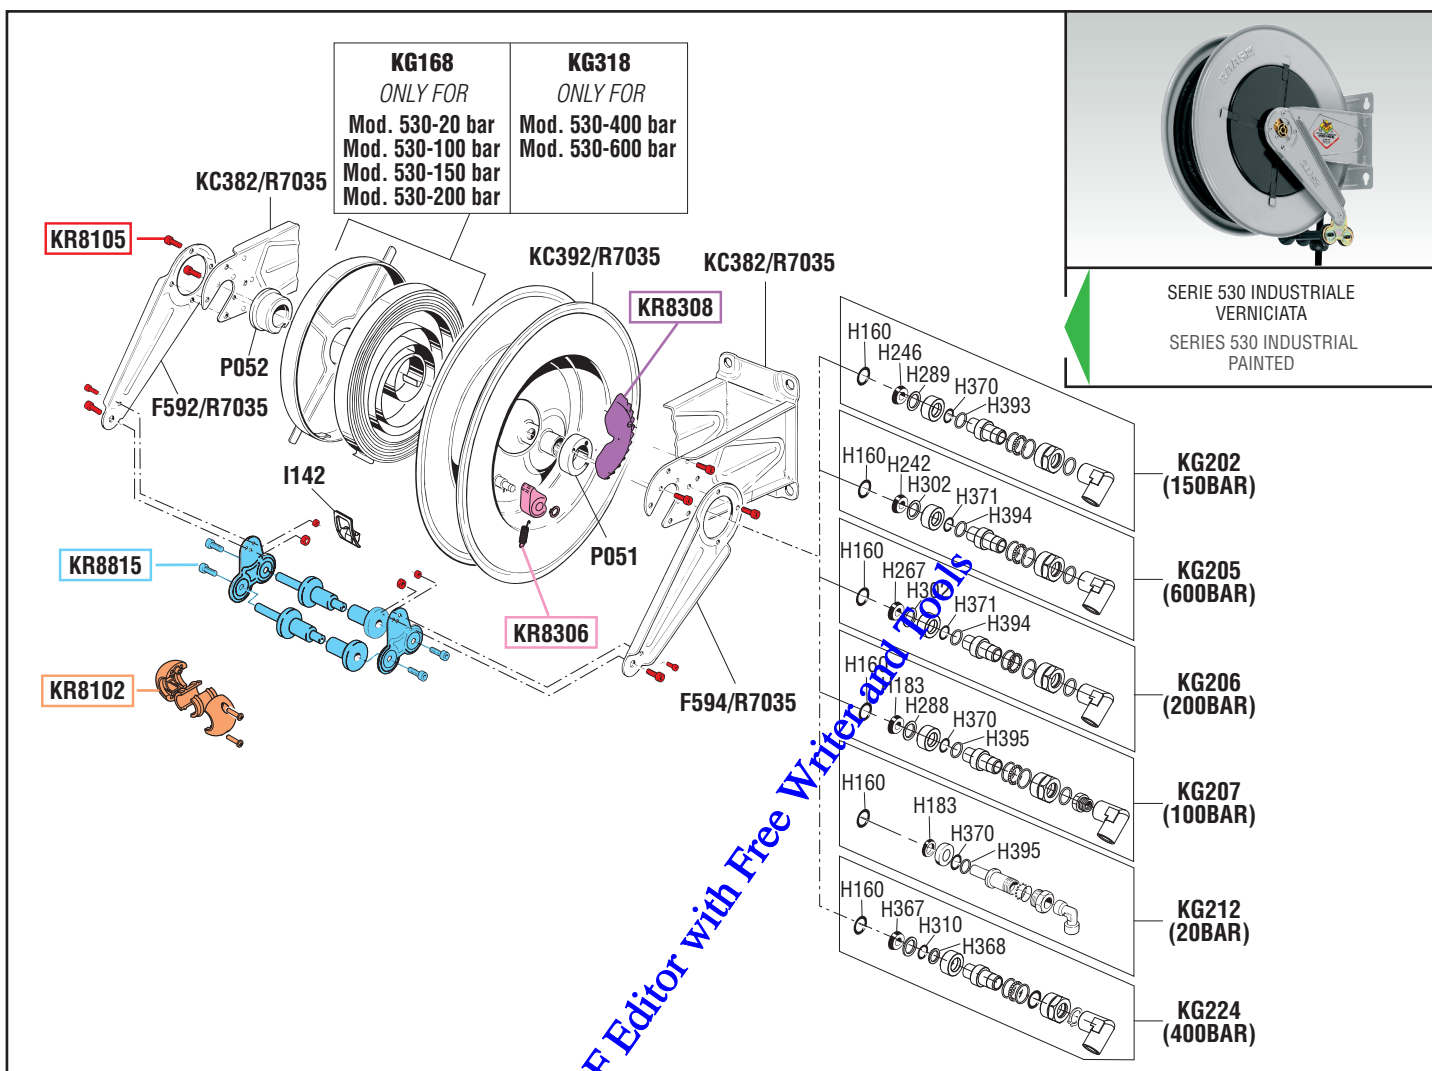 KG168
ONLY FOR
Mod. 530-20 bar
Mod. 530-100 bar
Mod. 530-150 bar
Mod. 530-200 bar
KG318
ONLY FOR
Mod. 530-400 bar
Mod. 530-600 bar
KC382/R7035
KR8105
P052
F592/R7035
KC392/R7035
KR8308
KC382/R7035
I142
P051
KR8815
KR8306
KR8102
F594/R7035
SERIE 530 INDUSTRIALE
VERNICIATA
SERIES 530 INDUSTRIAL
PAINTED
H160
H246
H289
H370
H393
KG202
(150BAR)
H160
H242
H302
H371
H394
KG205
(600BAR)
H160
H267
H302
H371
H394
KG206
(200BAR)
H160
H183
H288
H370
H395
KG207
(100BAR)
H160
H183
H370
H395
KG212
(20BAR)
H160
H367
H310
H368
KG224
(400BAR)
F Editor with Free Writer and Tools